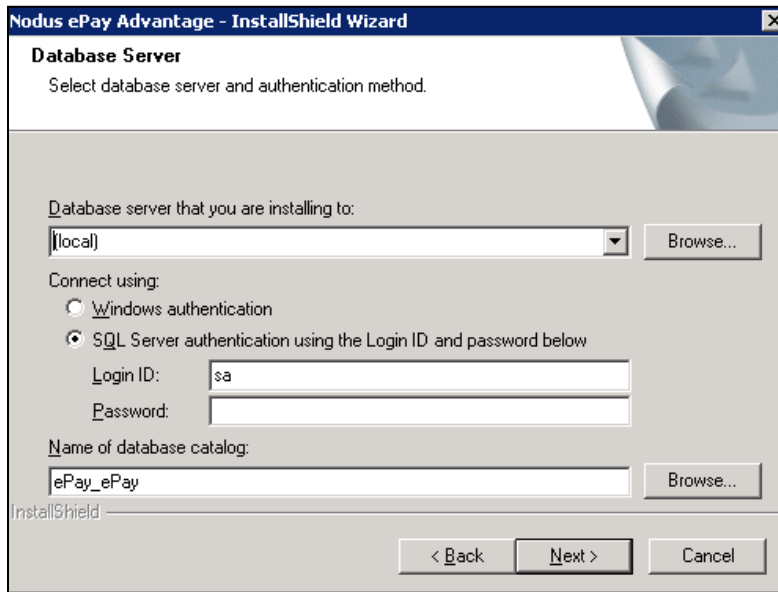 Nodus ePay Advantage - InstallShield Wizard
Database Server
Select database server and authentication method.
Database server that you are installing to:
(local)
Browse...
Connect using:
Windows authentication
SQL Server authentication using the Login ID and password below
Login ID:
sa
Password:
Name of database catalog:
ePay_ePay
Browse...
InstallShield
< Back
Next >
Cancel